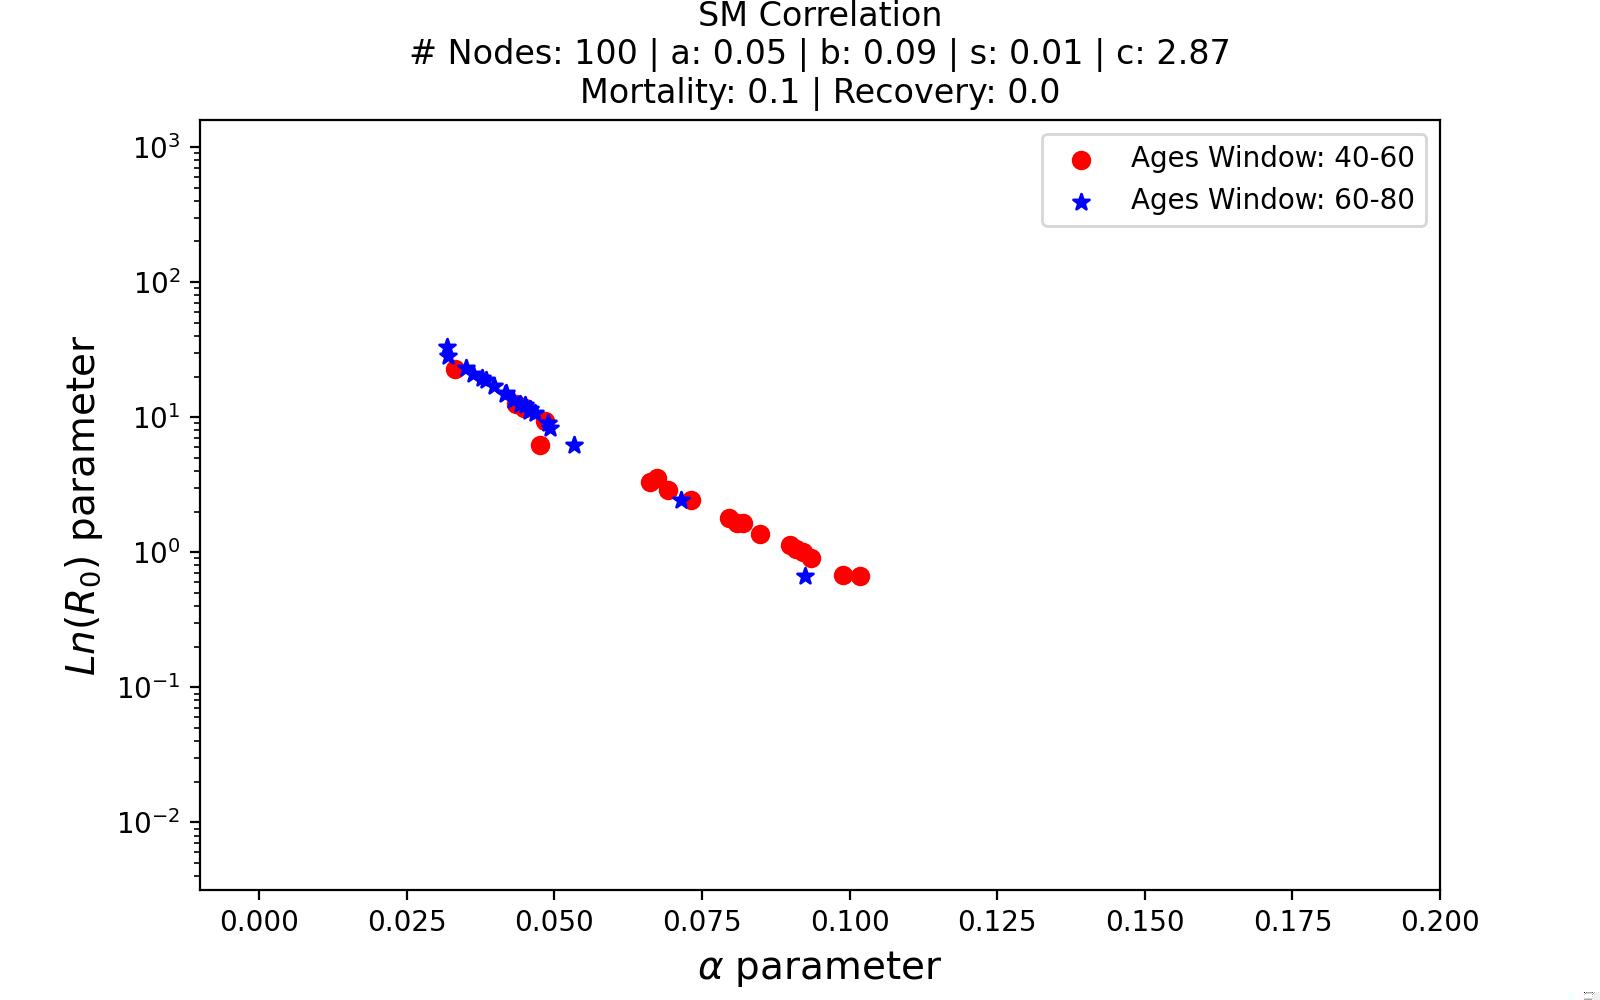 SM Correlation
# Nodes: 100 | a: 0.05 | b: 0.09 | s: 0.01 | c: 2.87
Mortality: 0.1 | Recovery: 0.0
Ages Window: 40-60
Ages Window: 60-80
10³
10²
10¹
10⁰
10⁻¹
10⁻²
Ln(R₀) parameter
0.000 0.025 0.050 0.075 0.100 0.125 0.150 0.175 0.200
α parameter